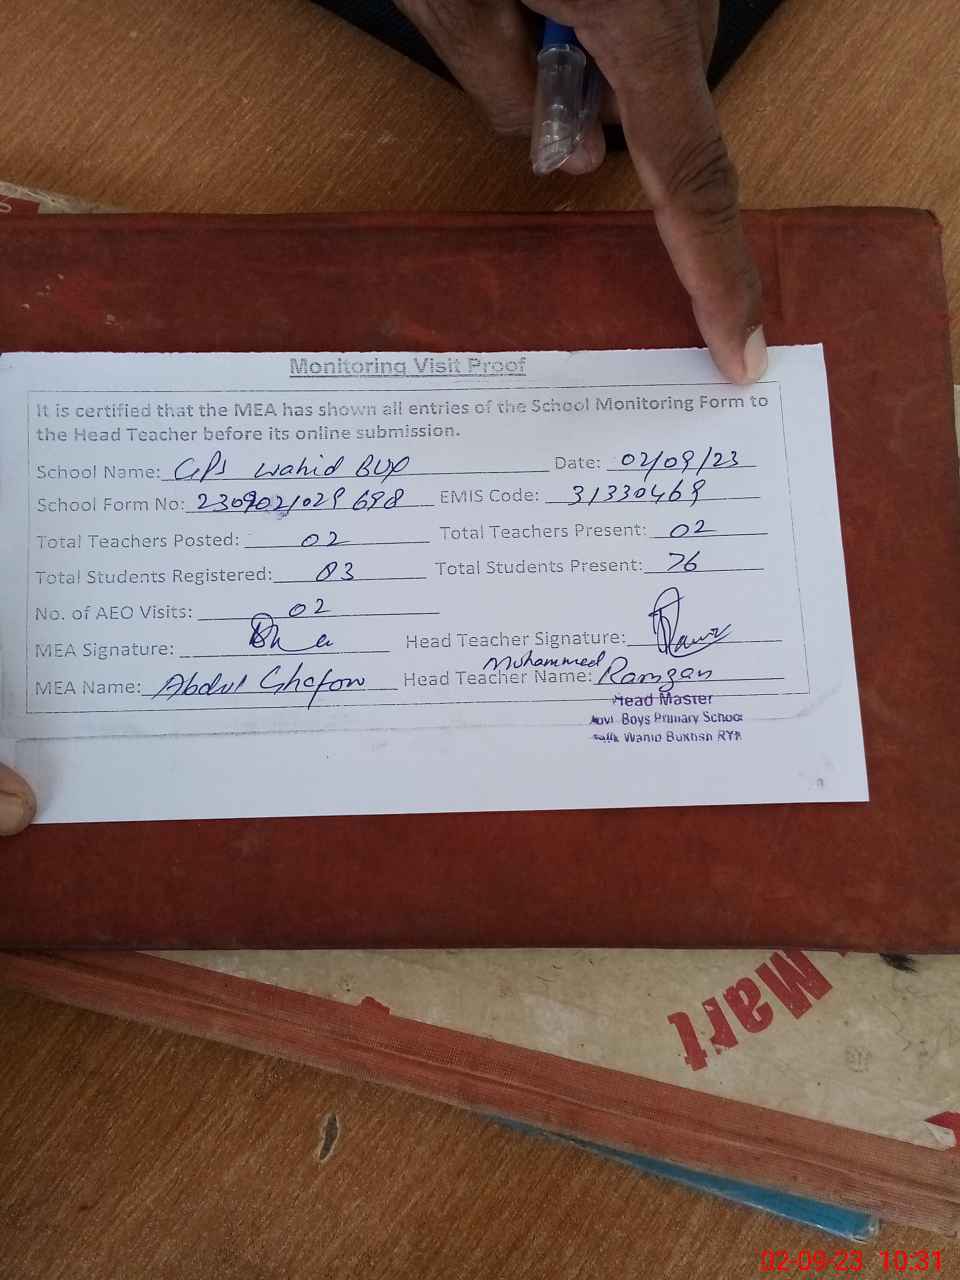 Monitoring Visit Proof
It is certified that the MEA has shown all entries of the School Monitoring Form to
the Head Teacher before its online submission.
School Name: GPS Wahid Bux Date: 02/09/23
School Form No: 2309021029698 EMIS Code: 31330469
Total Teachers Posted: 02 Total Teachers Present: 02
Total Students Registered: 83 Total Students Present: 76
No. of AEO Visits: 02
MEA Signature: Head Teacher Signature:
MEA Name: Abdul Ghafoor Head Teacher Name: Muhammed Ramzan
Head Master
Govt Boys Primary School
Wahid Bukhsh RYK
Mart
02-09-23 10:31